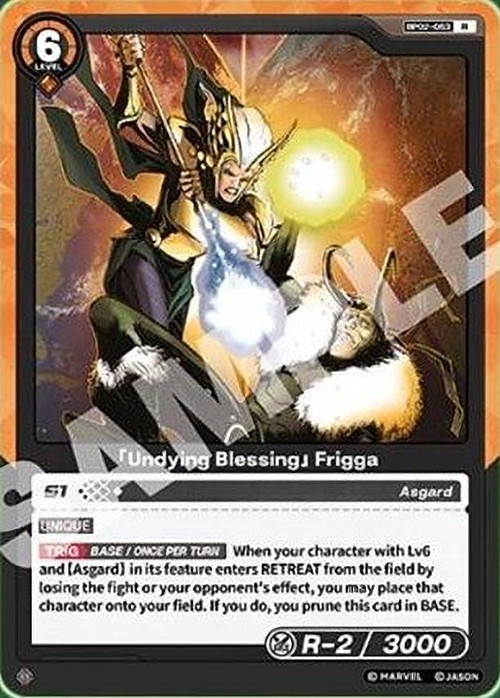 6
LEVEL
BP02-053 R
SAMPLE
「Undying Blessing」 Frigga
S1
Asgard
UNIQUE
TRIG BASE / ONCE PER TURN When your character with Lv6
and [Asgard] in its feature enters RETREAT from the field by
losing the fight or your opponent's effect, you may place that
character onto your field. If you do, you prune this card in BASE.
R-2 / 3000
© MARVEL © JASON